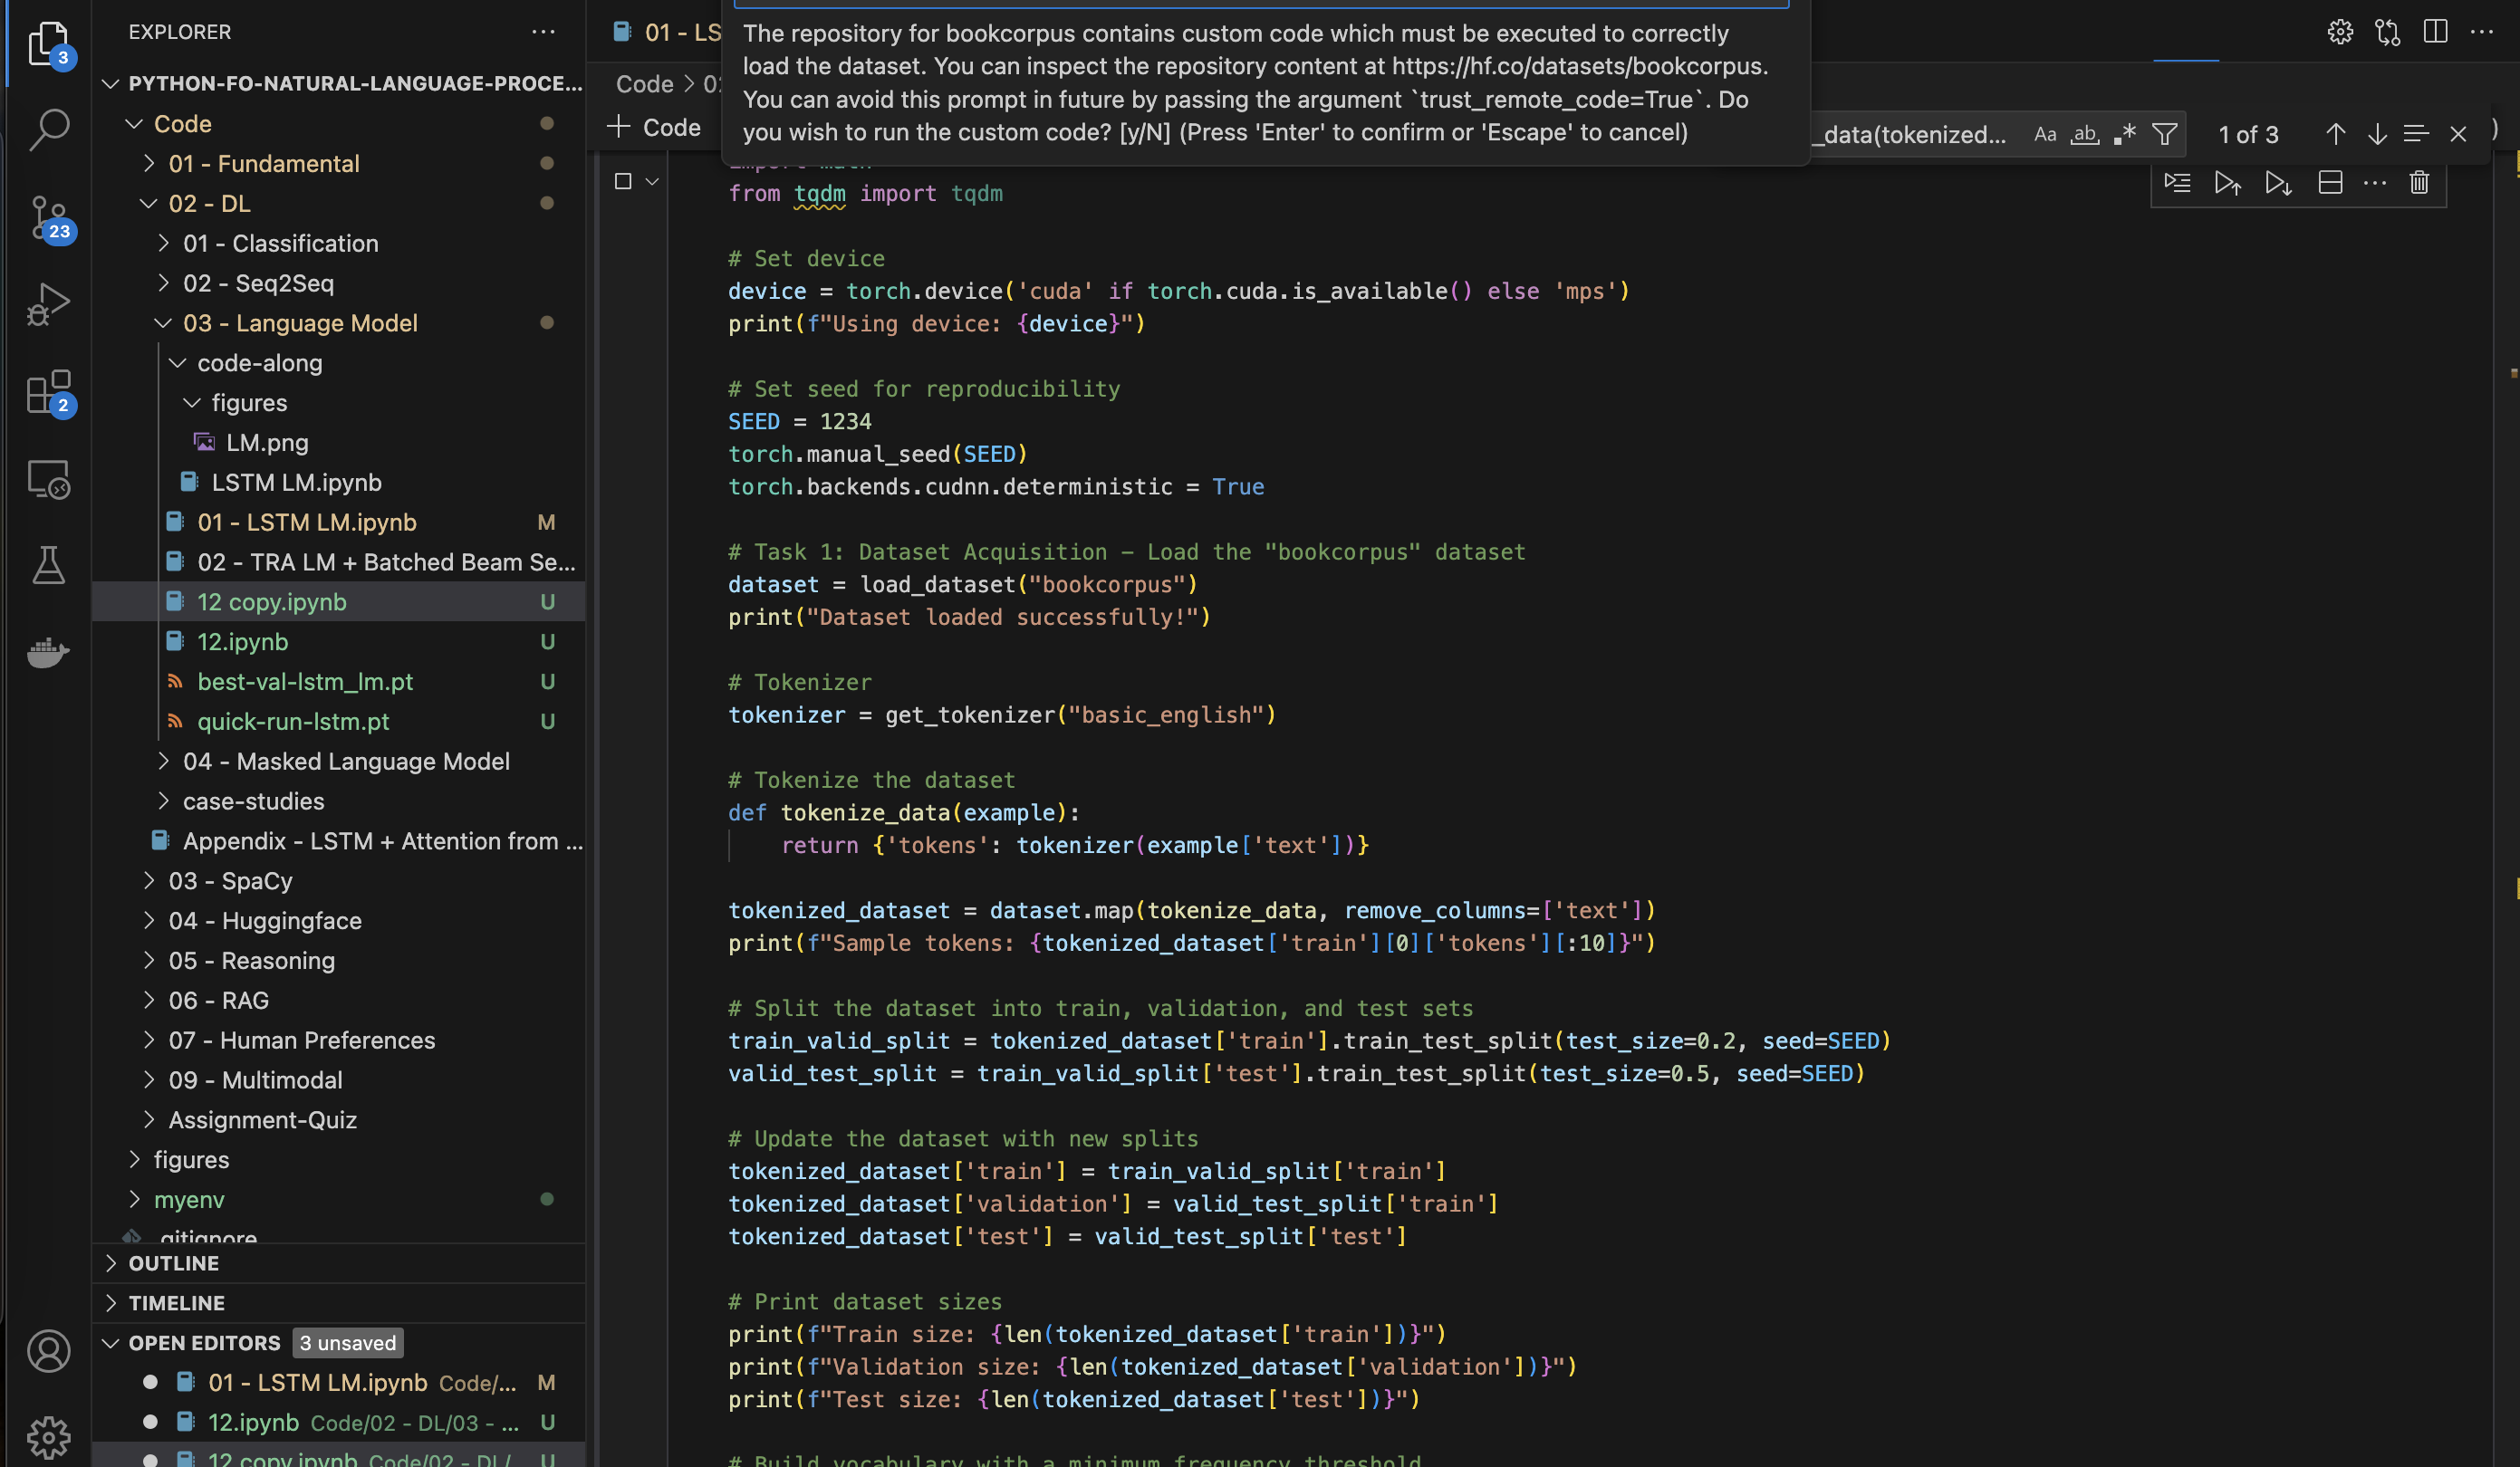 EXPLORER
PYTHON-FO-NATURAL-LANGUAGE-PROCE...
Code
01 - Fundamental
02 - DL
01 - Classification
02 - Seq2Seq
03 - Language Model
code-along
figures
LM.png
LSTM LM.ipynb
01 - LSTM LM.ipynb M
02 - TRA LM + Batched Beam Se...
12 copy.ipynb U
12.ipynb U
best-val-lstm_lm.pt U
quick-run-lstm.pt U
04 - Masked Language Model
case-studies
Appendix - LSTM + Attention from ...
03 - SpaCy
04 - Huggingface
05 - Reasoning
06 - RAG
07 - Human Preferences
09 - Multimodal
Assignment-Quiz
figures
myenv
.gitignore
OUTLINE
TIMELINE
OPEN EDITORS 3 unsaved
01 - LSTM LM.ipynb Code/... M
12.ipynb Code/02 - DL/03 - ... U
12 copy.ipynb Code/02 - DL/ U
3
23
2
01 - LS
Code > 02
+ Code
The repository for bookcorpus contains custom code which must be executed to correctly
load the dataset. You can inspect the repository content at https://hf.co/datasets/bookcorpus.
You can avoid this prompt in future by passing the argument `trust_remote_code=True`. Do
you wish to run the custom code? [y/N] (Press 'Enter' to confirm or 'Escape' to cancel)
_data(tokenized... Aa ab .* 1 of 3
import math
from tqdm import tqdm
# Set device
device = torch.device('cuda' if torch.cuda.is_available() else 'mps')
print(f"Using device: {device}")
# Set seed for reproducibility
SEED = 1234
torch.manual_seed(SEED)
torch.backends.cudnn.deterministic = True
# Task 1: Dataset Acquisition – Load the "bookcorpus" dataset
dataset = load_dataset("bookcorpus")
print("Dataset loaded successfully!")
# Tokenizer
tokenizer = get_tokenizer("basic_english")
# Tokenize the dataset
def tokenize_data(example):
    return {'tokens': tokenizer(example['text'])}
tokenized_dataset = dataset.map(tokenize_data, remove_columns=['text'])
print(f"Sample tokens: {tokenized_dataset['train'][0]['tokens'][:10]}")
# Split the dataset into train, validation, and test sets
train_valid_split = tokenized_dataset['train'].train_test_split(test_size=0.2, seed=SEED)
valid_test_split = train_valid_split['test'].train_test_split(test_size=0.5, seed=SEED)
# Update the dataset with new splits
tokenized_dataset['train'] = train_valid_split['train']
tokenized_dataset['validation'] = valid_test_split['train']
tokenized_dataset['test'] = valid_test_split['test']
# Print dataset sizes
print(f"Train size: {len(tokenized_dataset['train'])}")
print(f"Validation size: {len(tokenized_dataset['validation'])}")
print(f"Test size: {len(tokenized_dataset['test'])}")
# Build vocabulary with a minimum frequency threshold